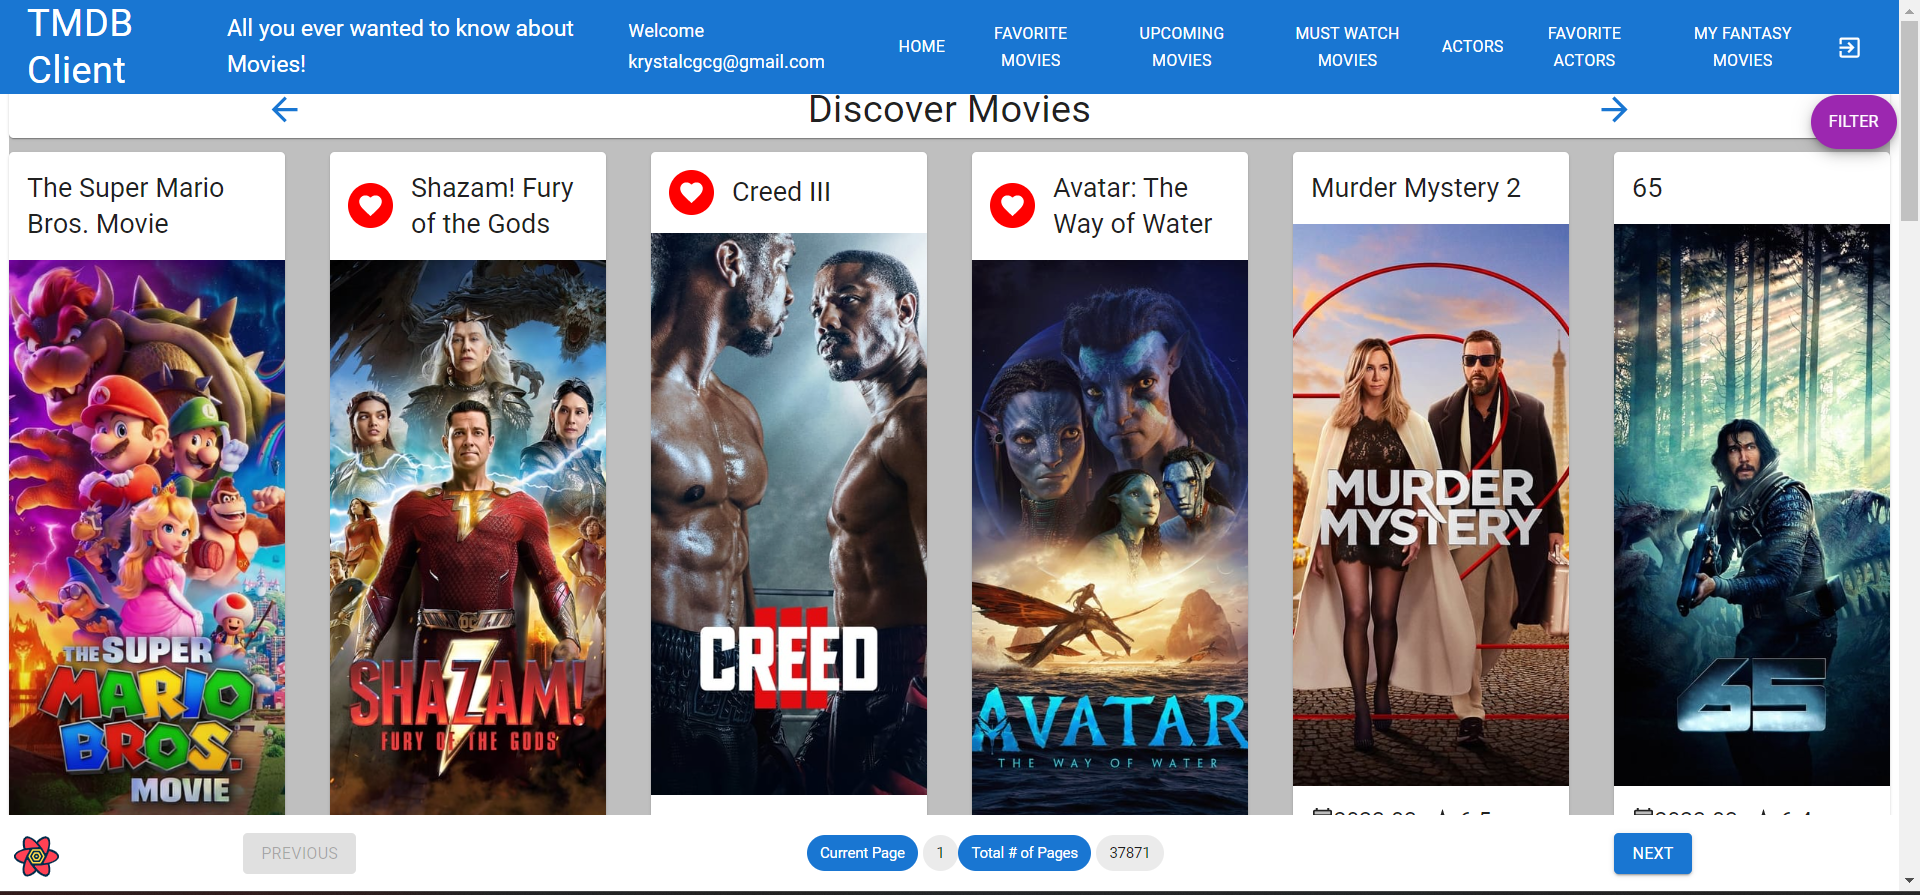 TMDB
Client
All you ever wanted to know about
Movies!
Welcome
krystalcgcg@gmail.com
HOME
FAVORITE
MOVIES
UPCOMING
MOVIES
MUST WATCH
MOVIES
ACTORS
FAVORITE
ACTORS
MY FANTASY
MOVIES
Discover Movies
FILTER
The Super Mario
Bros. Movie
Shazam! Fury
of the Gods
Creed III
Avatar: The
Way of Water
Murder Mystery 2
65
THE SUPER
MARIO
BROS.
MOVIE
SHAZAM!
FURY OF THE GODS
CREED
III
AVATAR
THE WAY OF WATER
MURDER
MYSTERY
65
PREVIOUS
Current Page
1
Total # of Pages
37871
NEXT